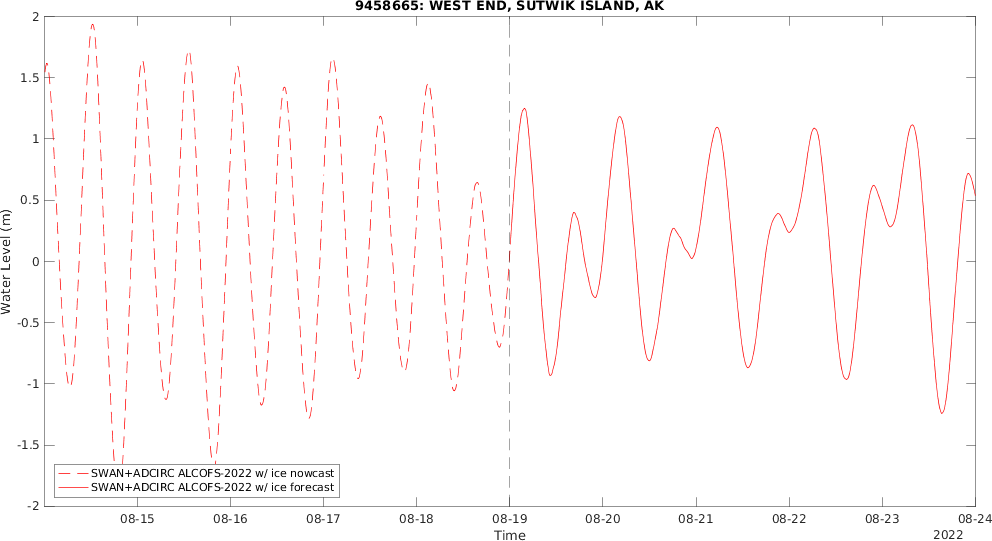 9458665: WEST END, SUTWIK ISLAND, AK
2
1.5
1
0.5
0
-0.5
-1
-1.5
-2
Water Level (m)
SWAN+ADCIRC ALCOFS-2022 w/ ice nowcast
SWAN+ADCIRC ALCOFS-2022 w/ ice forecast
08-15 08-16 08-17 08-18 08-19 08-20 08-21 08-22 08-23 08-24
Time
2022